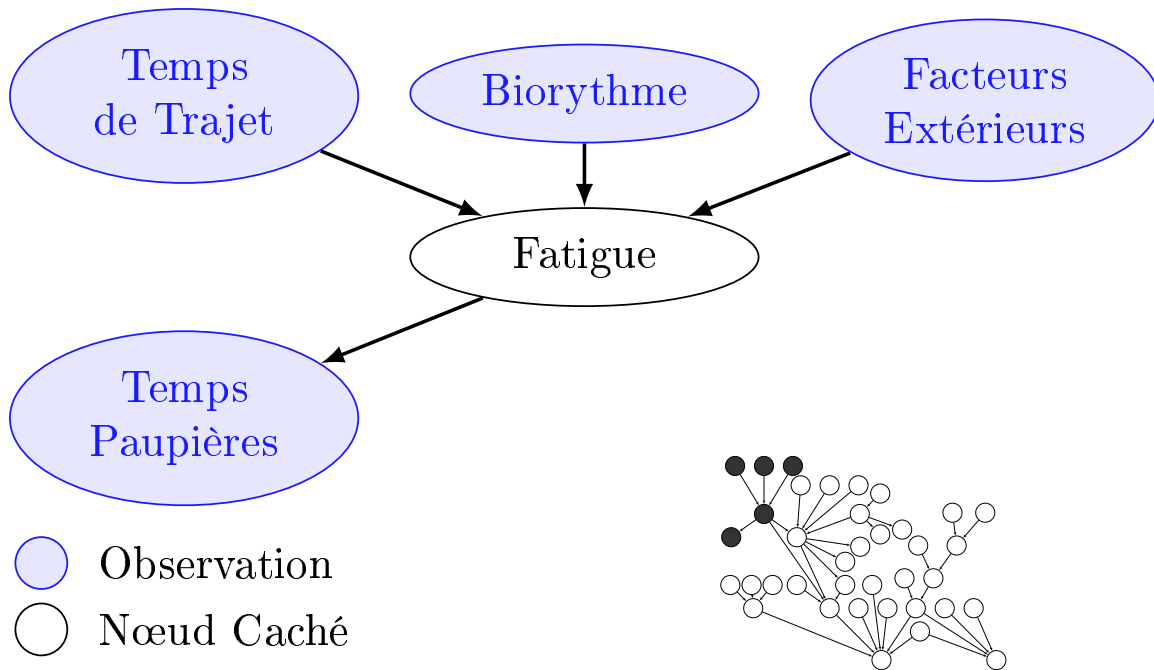 Temps
de Trajet
Biorythme
Facteurs
Extérieurs
Fatigue
Temps
Paupières
Observation
Nœud Caché